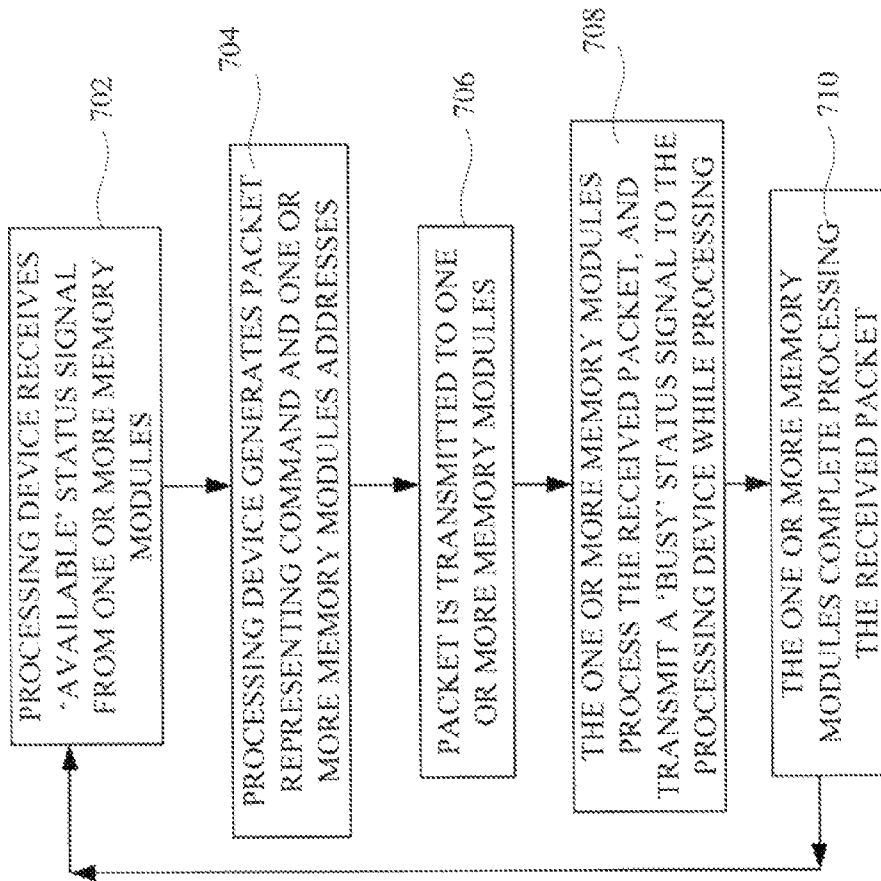 PROCESSING DEVICE RECEIVES
'AVAILABLE' STATUS SIGNAL
FROM ONE OR MORE MEMORY
MODULES
702
PROCESSING DEVICE GENERATES PACKET
REPRESENTING COMMAND AND ONE OR
MORE MEMORY MODULES ADDRESSES
704
PACKET IS TRANSMITTED TO ONE
OR MORE MEMORY MODULES
706
THE ONE OR MORE MEMORY MODULES
PROCESS THE RECEIVED PACKET, AND
TRANSMIT A 'BUSY' STATUS SIGNAL TO THE
PROCESSING DEVICE WHILE PROCESSING
708
THE ONE OR MORE MEMORY
MODULES COMPLETE PROCESSING
THE RECEIVED PACKET
710